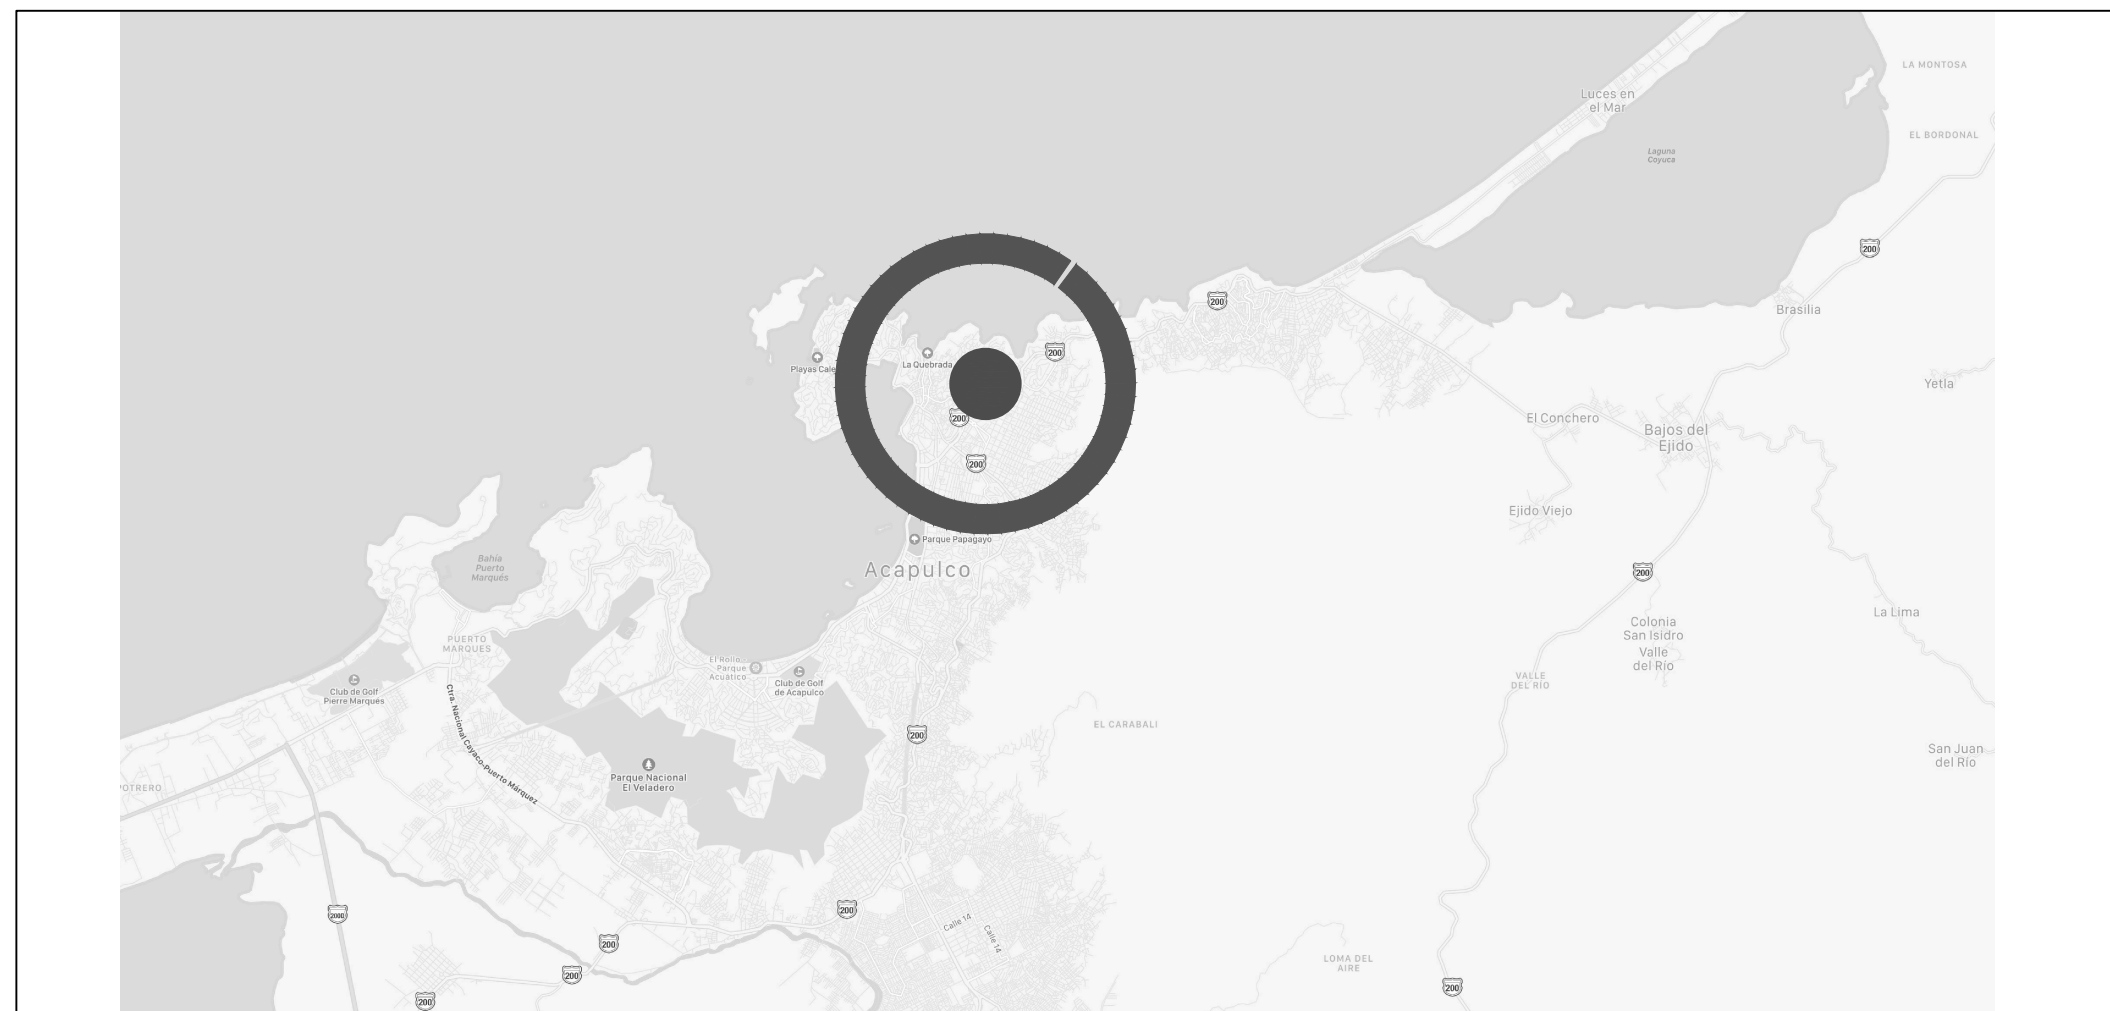 LA MONTOSA
Luces en
el Mar
EL BORDONAL
Laguna
Coyuca
200
200
Brasilia
200
La Quebrada
Playas Cale
Yetla
200
El Conchero
Bajos del
Ejido
200
Ejido Viejo
Parque Papagayo
Bahía
Puerto
Marqués
Acapulco
200
La Lima
Colonia
San Isidro
PUERTO
MARQUES
Valle
del Río
El Rollo -
Parque
Acuático
VALLE
DEL RÍO
Club de Golf
de Acapulco
Club de Golf
Pierre Marqués
Ctra. Nacional Cayaco-Puerto Márquez
EL CARABALI
200
San Juan
del Río
Parque Nacional
El Veladero
POTRERO
200
200D
Calle 14
Calle 14
200
LOMA DEL
AIRE
200
200
200